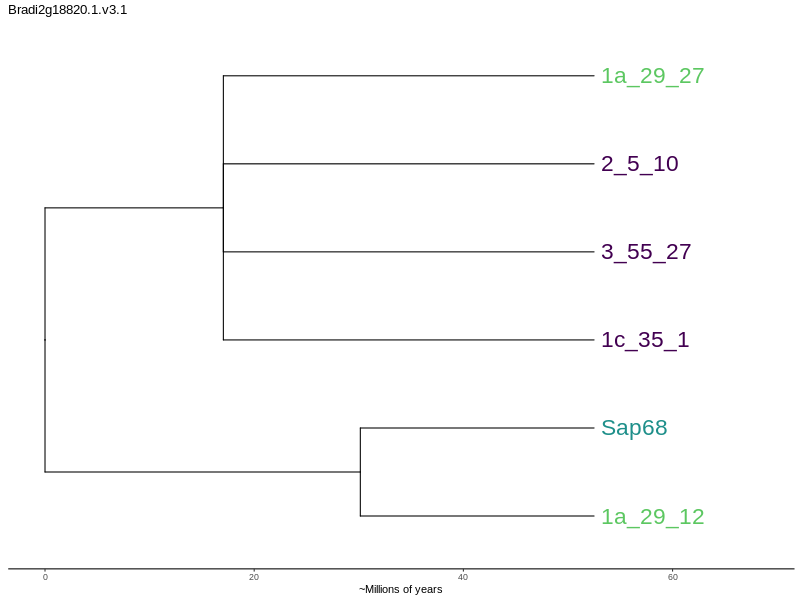 Bradi2g18820.1.v3.1
1a_29_27
2_5_10
3_55_27
1c_35_1
Sap68
1a_29_12
0 20 40 60
~Millions of years